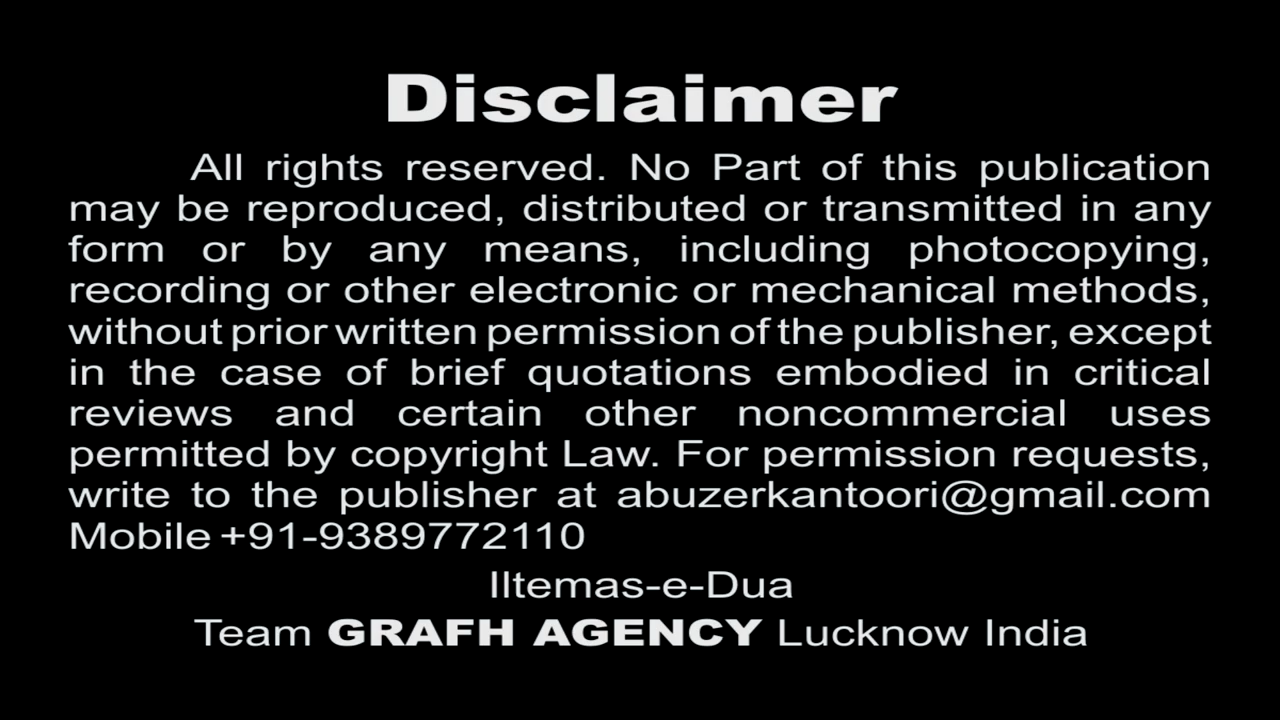 Disclaimer
All rights reserved. No Part of this publication
may be reproduced, distributed or transmitted in any
form or by any means, including photocopying,
recording or other electronic or mechanical methods,
without prior written permission of the publisher, except
in the case of brief quotations embodied in critical
reviews and certain other noncommercial uses
permitted by copyright Law. For permission requests,
write to the publisher at abuzerkantoori@gmail.com
Mobile +91-9389772110
Iltemas-e-Dua
Team GRAFH AGENCY Lucknow India